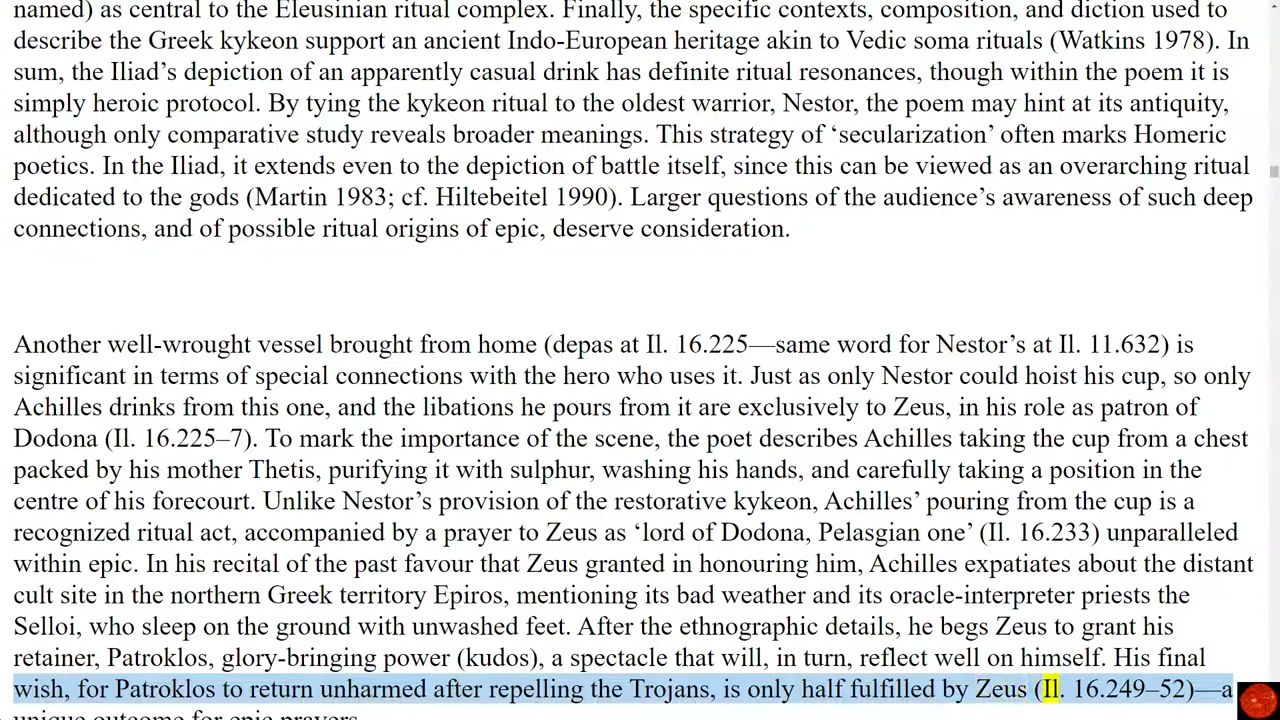 named) as central to the Eleusinian ritual complex. Finally, the specific contexts, composition, and diction used to
describe the Greek kykeon support an ancient Indo-European heritage akin to Vedic soma rituals (Watkins 1978). In
sum, the Iliad’s depiction of an apparently casual drink has definite ritual resonances, though within the poem it is
simply heroic protocol. By tying the kykeon ritual to the oldest warrior, Nestor, the poem may hint at its antiquity,
although only comparative study reveals broader meanings. This strategy of ‘secularization’ often marks Homeric
poetics. In the Iliad, it extends even to the depiction of battle itself, since this can be viewed as an overarching ritual
dedicated to the gods (Martin 1983; cf. Hiltebeitel 1990). Larger questions of the audience’s awareness of such deep
connections, and of possible ritual origins of epic, deserve consideration.
Another well-wrought vessel brought from home (depas at Il. 16.225—same word for Nestor’s at Il. 11.632) is
significant in terms of special connections with the hero who uses it. Just as only Nestor could hoist his cup, so only
Achilles drinks from this one, and the libations he pours from it are exclusively to Zeus, in his role as patron of
Dodona (Il. 16.225–7). To mark the importance of the scene, the poet describes Achilles taking the cup from a chest
packed by his mother Thetis, purifying it with sulphur, washing his hands, and carefully taking a position in the
centre of his forecourt. Unlike Nestor’s provision of the restorative kykeon, Achilles’ pouring from the cup is a
recognized ritual act, accompanied by a prayer to Zeus as ‘lord of Dodona, Pelasgian one’ (Il. 16.233) unparalleled
within epic. In his recital of the past favour that Zeus granted in honouring him, Achilles expatiates about the distant
cult site in the northern Greek territory Epiros, mentioning its bad weather and its oracle-interpreter priests the
Selloi, who sleep on the ground with unwashed feet. After the ethnographic details, he begs Zeus to grant his
retainer, Patroklos, glory-bringing power (kudos), a spectacle that will, in turn, reflect well on himself. His final
wish, for Patroklos to return unharmed after repelling the Trojans, is only half fulfilled by Zeus (Il. 16.249–52)—a
unique outcome for epic prayers.